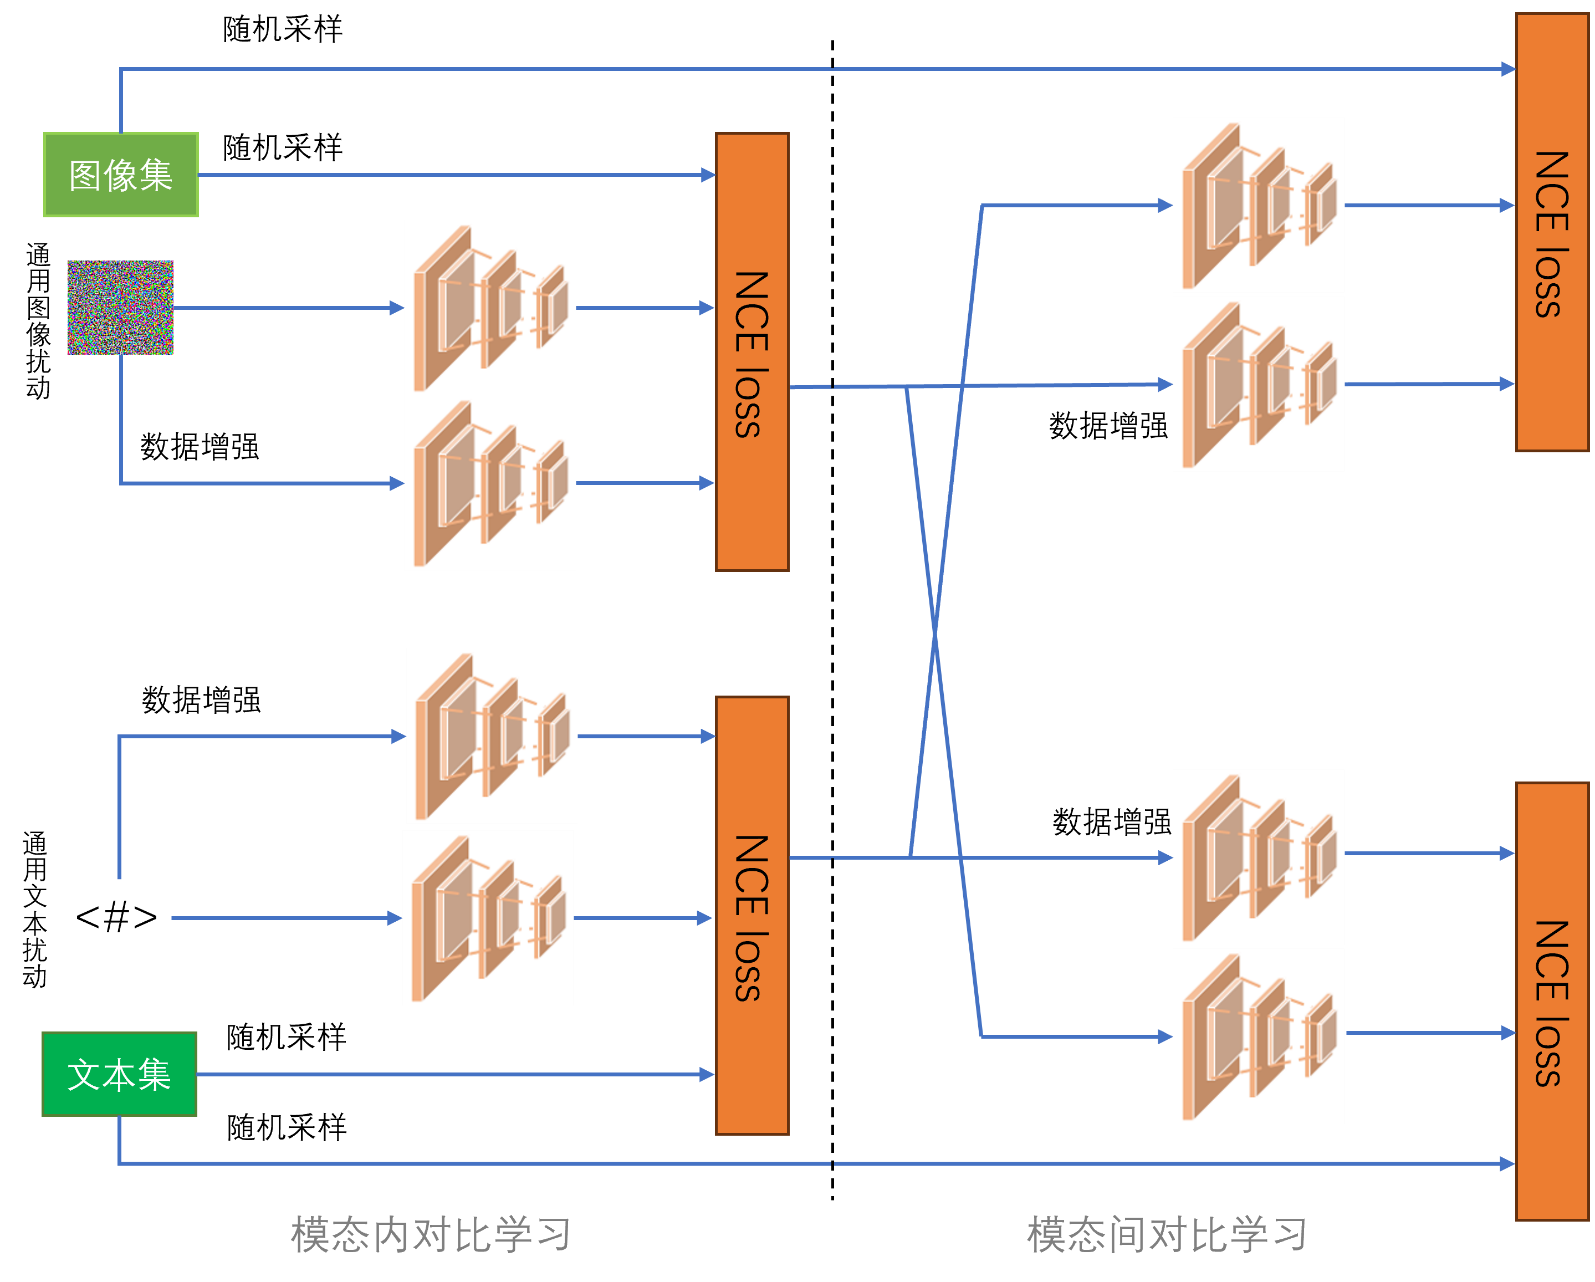 随机采样
随机采样
图像集
通用图像扰动
数据增强
NCE loss
NCE loss
数据增强
数据增强
通用文本扰动
<#>
NCE loss
数据增强
NCE loss
随机采样
文本集
随机采样
模态内对比学习
模态间对比学习